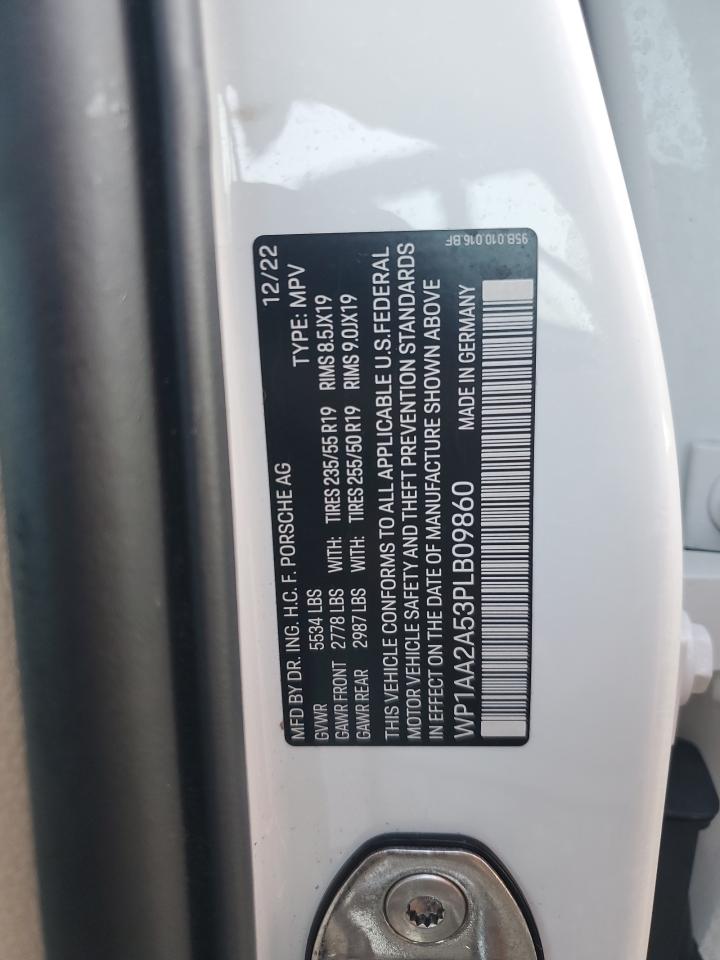 MFD BY DR. ING. H.C. F. PORSCHE AG 12/22
GVWR 5534 LBS TYPE: MPV
GAWR FRONT 2778 LBS WITH: TIRES 235/55 R19 RIMS 8.5JX19
GAWR REAR 2987 LBS WITH: TIRES 255/50 R19 RIMS 9.0JX19
THIS VEHICLE CONFORMS TO ALL APPLICABLE U.S.FEDERAL
MOTOR VEHICLE SAFETY AND THEFT PREVENTION STANDARDS
IN EFFECT ON THE DATE OF MANUFACTURE SHOWN ABOVE
WP1AA2A53PLB09860 MADE IN GERMANY
95B.010.016.BF